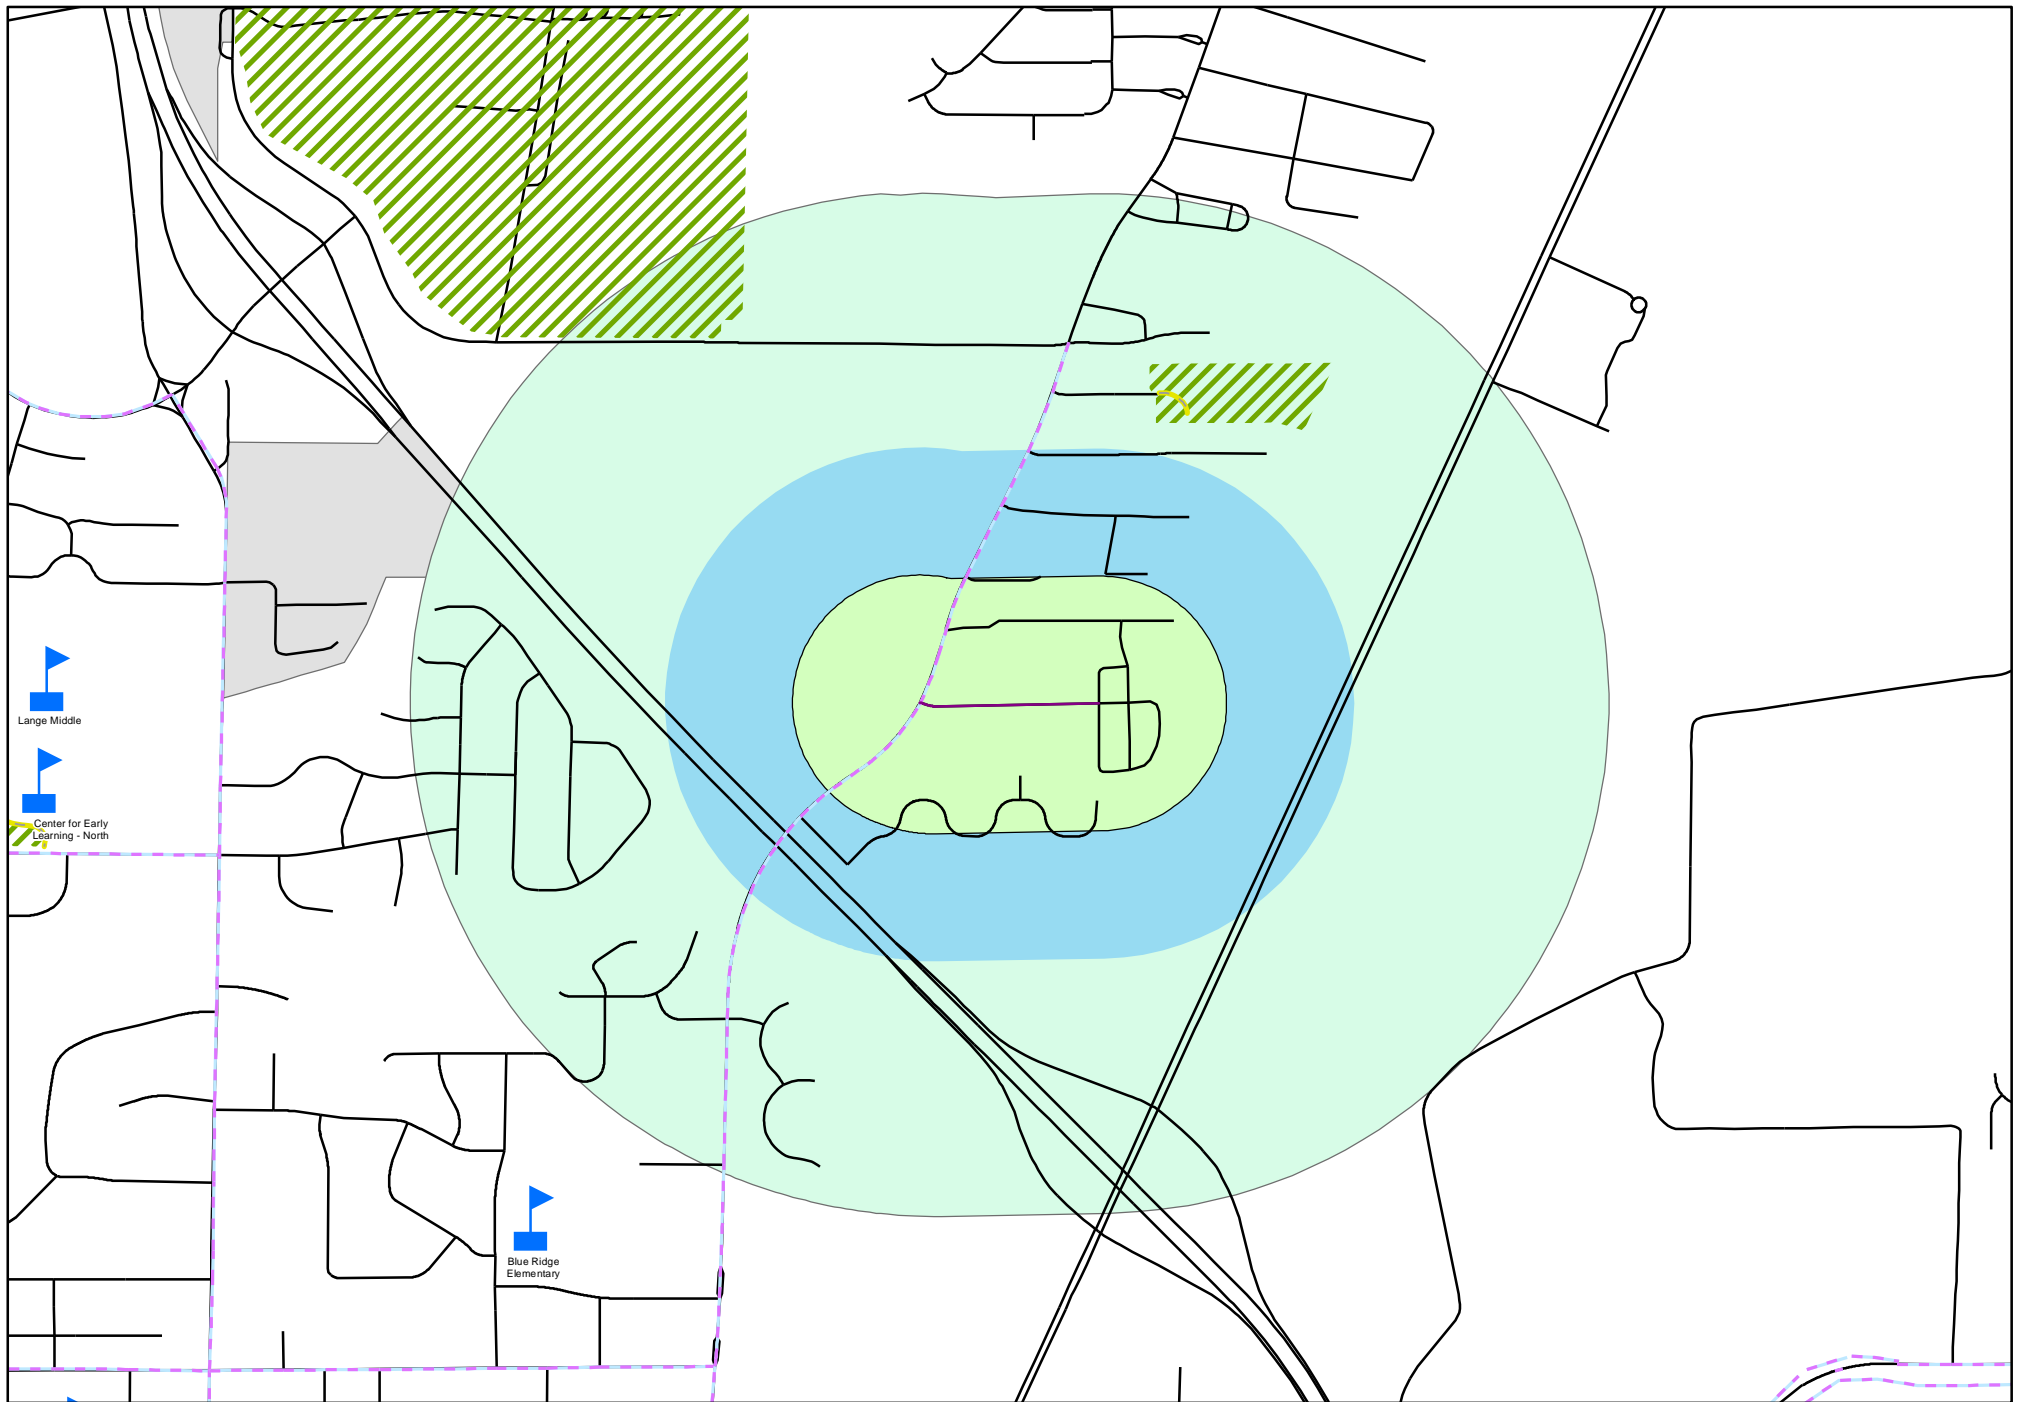 Lange Middle
Center for Early
Learning - North
Blue Ridge
Elementary